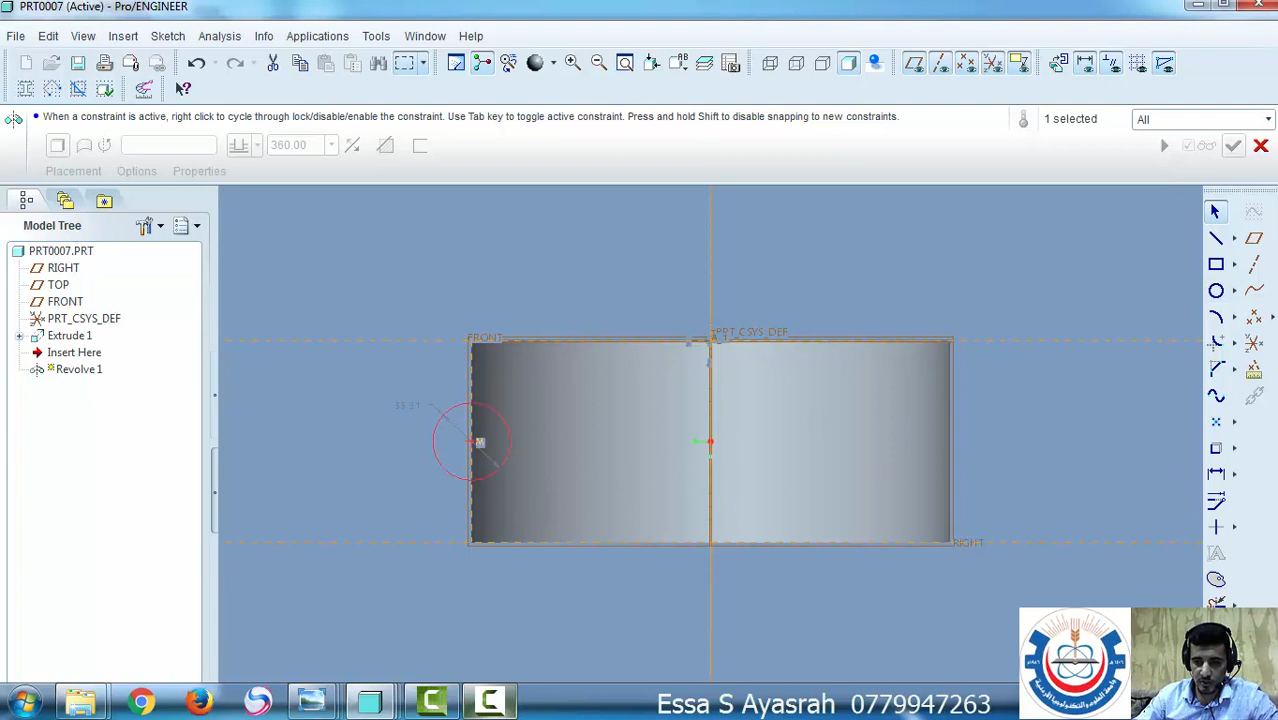 PRT0007 (Active) - Pro/ENGINEER
File Edit View Insert Sketch Analysis Info Applications Tools Window Help
When a constraint is active, right click to cycle through lock/disable/enable the constraint. Use Tab key to toggle active constraint. Press and hold Shift to disable snapping to new constraints.
1 selected
All
360.00
Placement Options Properties
Model Tree
PRT0007.PRT
RIGHT
TOP
FRONT
PRT_CSYS_DEF
Extrude 1
Insert Here
Revolve 1
FRONT
PRT_CSYS_DEF
M
RIGHT
Essa S Ayasrah 0779947263